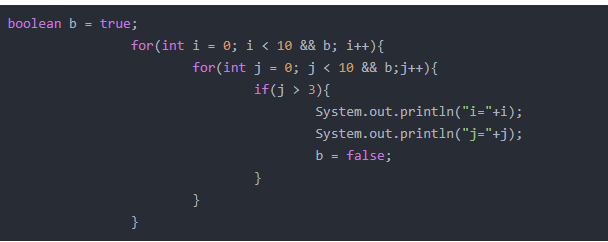 boolean b = true;
for(int i = 0; i < 10 && b; i++){
for(int j = 0; j < 10 && b;j++){
if(j > 3){
System.out.println("i="+i);
System.out.println("j="+j);
b = false;
}
}
}